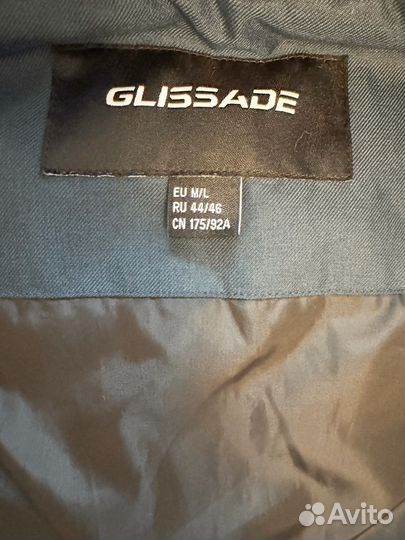 GLISSADE
EU M/L
RU 44/46
CN 175/92A
Avito